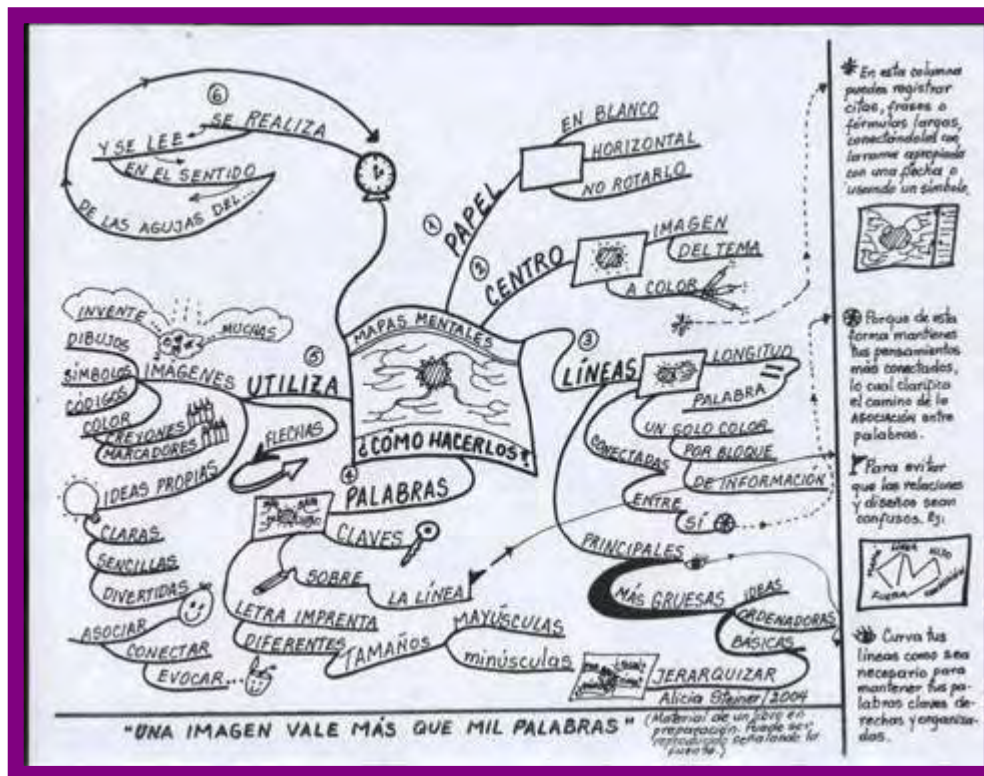 MAPAS MENTALES
¿CÓMO HACERLOS?
1
PAPEL
EN BLANCO
HORIZONTAL
NO ROTARLO
2
CENTRO
IMAGEN
DEL TEMA
A COLOR
3
LÍNEAS
LONGITUD
=
PALABRA
UN SOLO COLOR
POR BLOQUE
DE INFORMACIÓN
CONECTADAS
ENTRE
SÍ
PRINCIPALES
MÁS GRUESAS
IDEAS
ORDENADORAS
BÁSICAS
JERARQUIZAR
4
PALABRAS
CLAVES
SOBRE
LA LÍNEA
LETRA IMPRENTA
DIFERENTES
TAMAÑOS
MAYÚSCULAS
minúsculas
5
UTILIZA
FLECHAS
IMÁGENES
INVENTE...
MUCHAS
DIBUJOS
SÍMBOLOS
CÓDIGOS
COLOR
CREYONES
MARCADORES
IDEAS PROPIAS
CLARAS
SENCILLAS
DIVERTIDAS
ASOCIAR
CONECTAR
EVOCAR...
6
SE REALIZA
Y SE LEE
EN EL SENTIDO
DE LAS AGUJAS DEL...
En esta columna
puedes registrar
citas, frases o
fórmulas largas,
conectándolas con
la rama apropiada
con una flecha o
usando un símbolo.
Porque de esta
forma mantienes
tus pensamientos
más conectados,
lo cual clarifica
el camino de la
ASOCIACIÓN entre
palabras.
Para evitar
que las relaciones
y diseños sean
confusos. Ej:
LÍNEA
HIJO
FUERA
Curva tus
líneas como sea
necesario para
mantener tus pa-
labras claves de-
rechas y organiza-
das.
Alicia Steiner/2004
(Material de un libro en
preparación. Puede ser
reproducido señalando la
fuente.)
"UNA IMAGEN VALE MÁS QUE MIL PALABRAS"